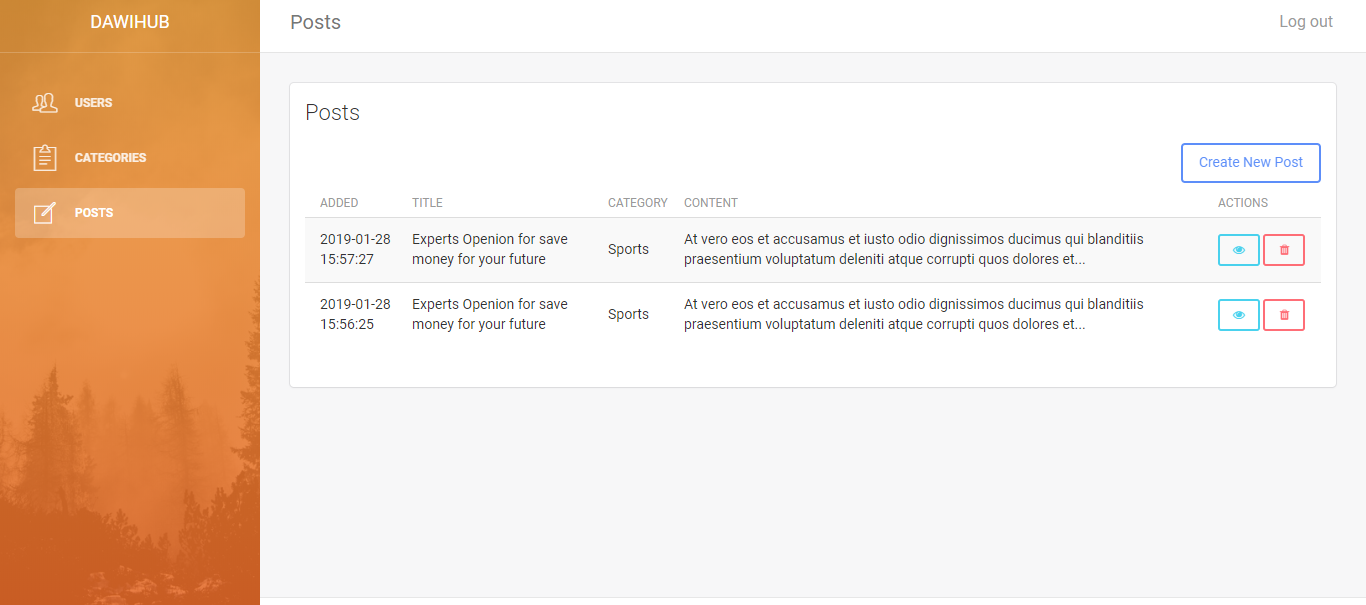 DAWIHUB
Posts
Log out
USERS
CATEGORIES
POSTS
Posts
Create New Post
ADDED TITLE CATEGORY CONTENT ACTIONS
2019-01-28 Experts Openion for save At vero eos et accusamus et iusto odio dignissimos ducimus qui blanditiis
Sports
15:57:27 money for your future praesentium voluptatum deleniti atque corrupti quos dolores et...
2019-01-28 Experts Openion for save At vero eos et accusamus et iusto odio dignissimos ducimus qui blanditiis
Sports
15:56:25 money for your future praesentium voluptatum deleniti atque corrupti quos dolores et...